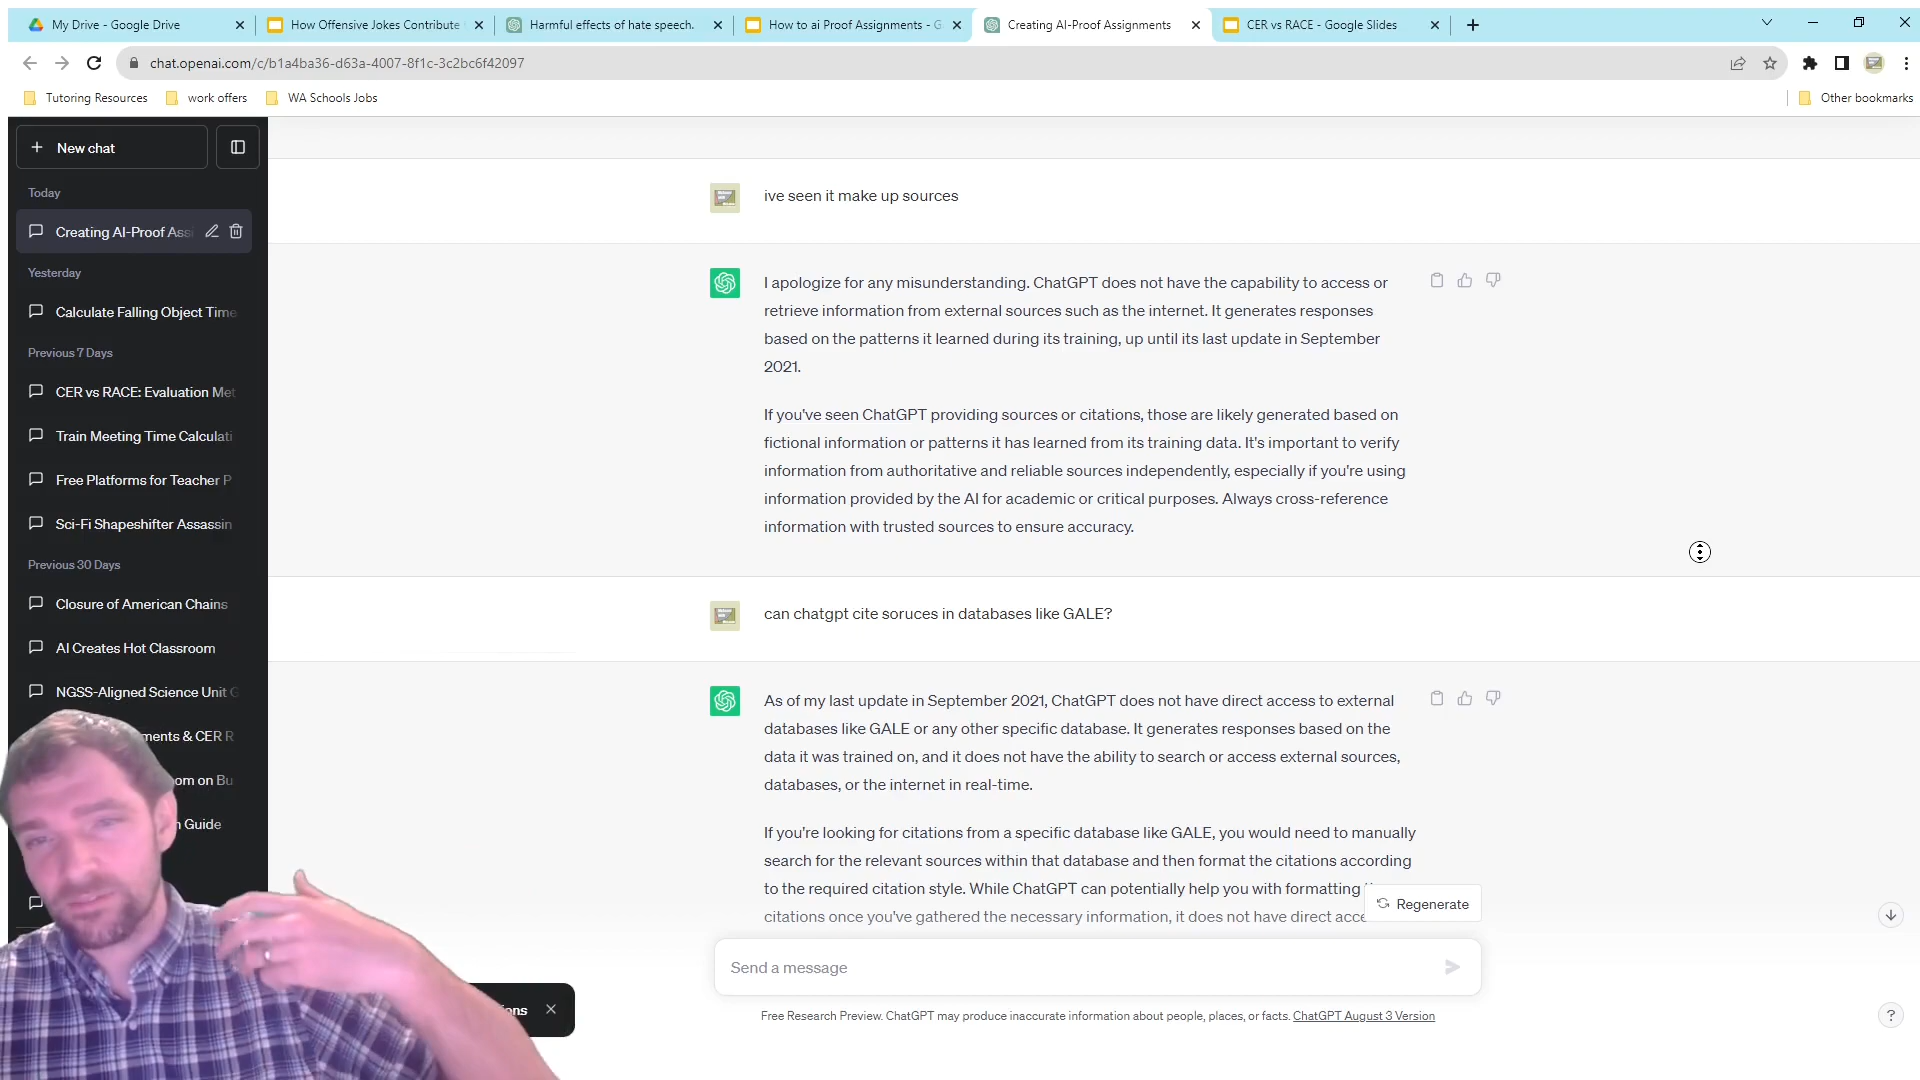 My Drive - Google Drive
How Offensive Jokes Contribute
Harmful effects of hate speech.
How to ai Proof Assignments - G
Creating AI-Proof Assignments
CER vs RACE - Google Slides
chat.openai.com/c/b1a4ba36-d63a-4007-8f1c-3c2bc6f42097
Tutoring Resources
work offers
WA Schools Jobs
Other bookmarks
New chat
Today
Creating AI-Proof Assi
Yesterday
Calculate Falling Object Time
Previous 7 Days
CER vs RACE: Evaluation Met
Train Meeting Time Calculati
Free Platforms for Teacher P
Sci-Fi Shapeshifter Assassin
Previous 30 Days
Closure of American Chains
AI Creates Hot Classroom
NGSS-Aligned Science Unit G
ments & CER R
om on Bu
n Guide
ons
ive seen it make up sources
I apologize for any misunderstanding. ChatGPT does not have the capability to access or
retrieve information from external sources such as the internet. It generates responses
based on the patterns it learned during its training, up until its last update in September
2021.
If you've seen ChatGPT providing sources or citations, those are likely generated based on
fictional information or patterns it has learned from its training data. It's important to verify
information from authoritative and reliable sources independently, especially if you're using
information provided by the AI for academic or critical purposes. Always cross-reference
information with trusted sources to ensure accuracy.
can chatgpt cite soruces in databases like GALE?
As of my last update in September 2021, ChatGPT does not have direct access to external
databases like GALE or any other specific database. It generates responses based on the
data it was trained on, and it does not have the ability to search or access external sources,
databases, or the internet in real-time.
If you're looking for citations from a specific database like GALE, you would need to manually
search for the relevant sources within that database and then format the citations according
to the required citation style. While ChatGPT can potentially help you with formatting
citations once you've gathered the necessary information, it does not have direct acce
Regenerate
Send a message
Free Research Preview. ChatGPT may produce inaccurate information about people, places, or facts. ChatGPT August 3 Version
?